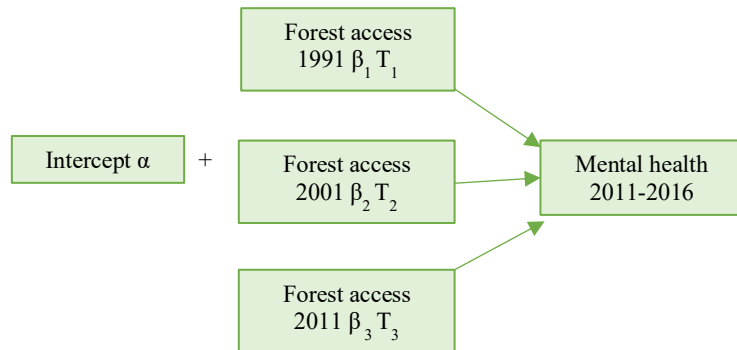 Forest access
1991 β₁ T₁
Intercept α
+
Forest access
2001 β₂ T₂
Mental health
2011-2016
Forest access
2011 β₃ T₃